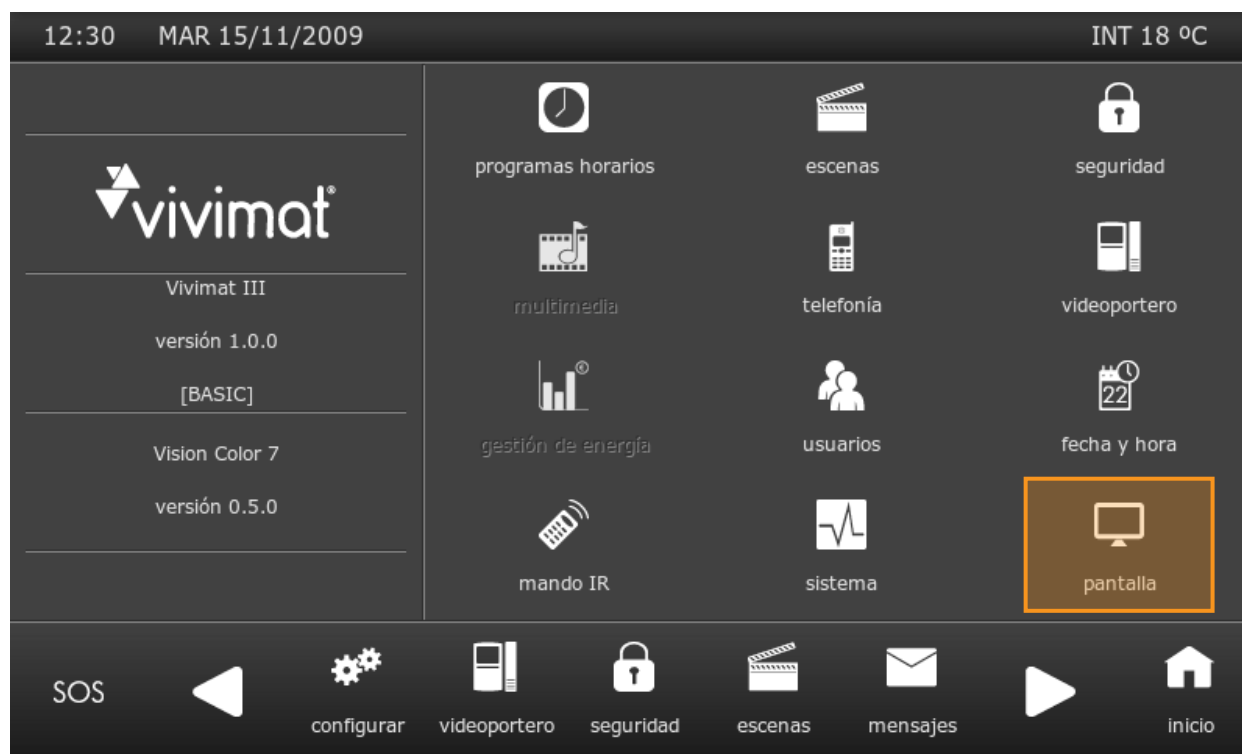 12:30 MAR 15/11/2009 INT 18 ºC
vivimat®
Vivimat III
versión 1.0.0
[BASIC]
Vision Color 7
versión 0.5.0
programas horarios escenas seguridad
multimedia telefonía videoportero
22
gestión de energía usuarios fecha y hora
mando IR sistema pantalla
SOS
configurar videoportero seguridad escenas mensajes inicio